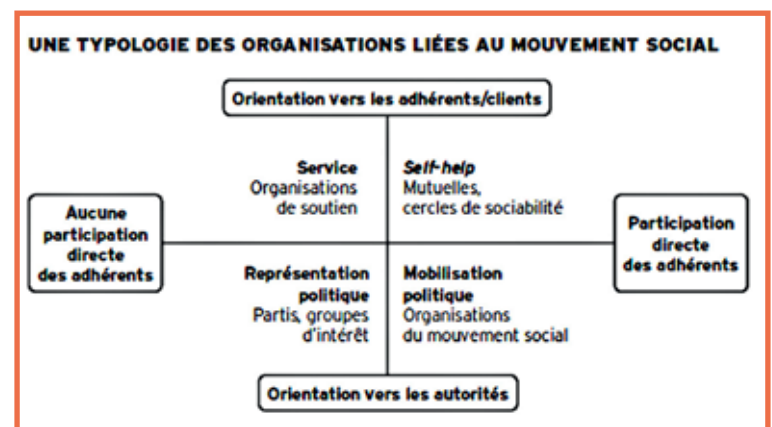 UNE TYPOLOGIE DES ORGANISATIONS LIÉES AU MOUVEMENT SOCIAL
Orientation vers les adhérents/clients
Service
Organisations
de soutien
Self-help
Mutuelles,
cercles de sociabilité
Aucune
participation
directe
des adhérents
Participation
directe
des adhérents
Représentation
politique
Partis, groupes
d'intérêt
Mobilisation
politique
Organisations
du mouvement social
Orientation vers les autorités